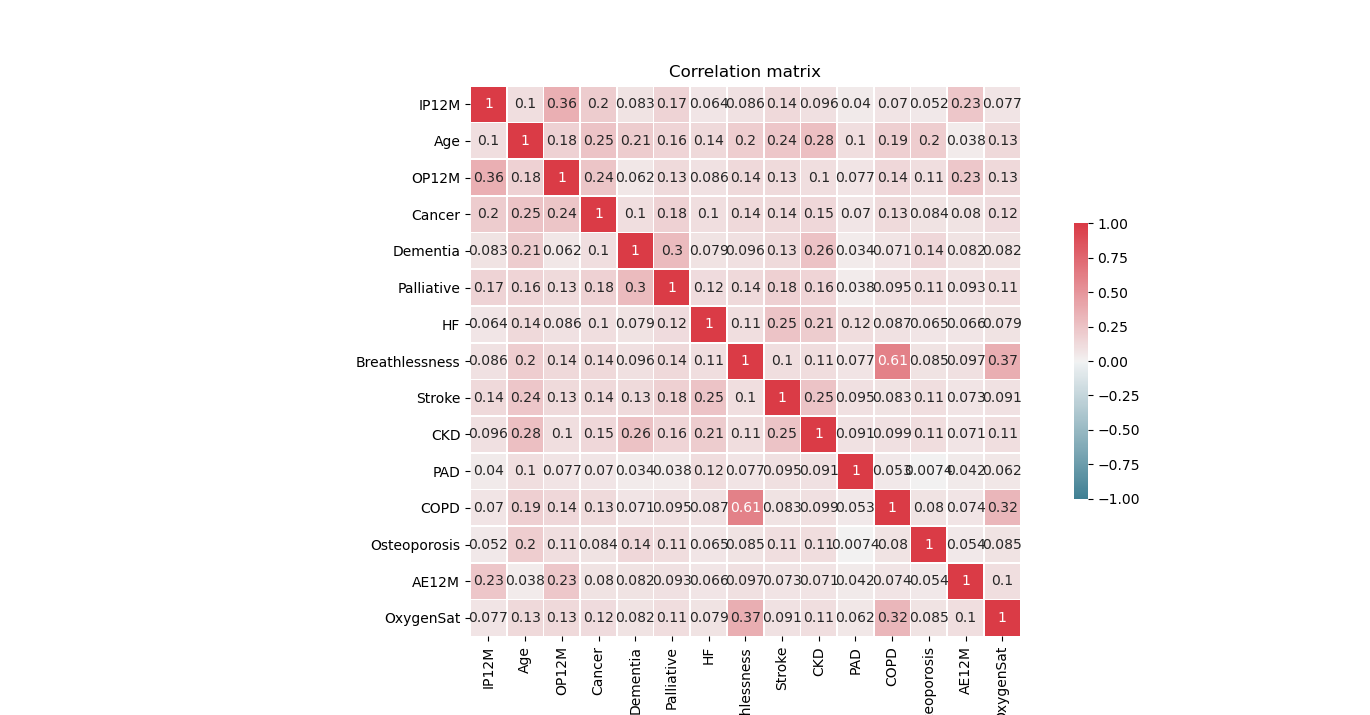 Correlation matrix
IP12M 1 0.1 0.36 0.2 0.083 0.17 0.064 0.086 0.14 0.096 0.04 0.07 0.052 0.23 0.077
Age 0.1 1 0.18 0.25 0.21 0.16 0.14 0.2 0.24 0.28 0.1 0.19 0.2 0.038 0.13
OP12M 0.36 0.18 1 0.24 0.062 0.13 0.086 0.14 0.13 0.1 0.077 0.14 0.11 0.23 0.13
Cancer 0.2 0.25 0.24 1 0.1 0.18 0.1 0.14 0.14 0.15 0.07 0.13 0.084 0.08 0.12
Dementia 0.083 0.21 0.062 0.1 1 0.3 0.079 0.096 0.13 0.26 0.034 0.071 0.14 0.082 0.082
Palliative 0.17 0.16 0.13 0.18 0.3 1 0.12 0.14 0.18 0.16 0.038 0.095 0.11 0.093 0.11
HF 0.064 0.14 0.086 0.1 0.079 0.12 1 0.11 0.25 0.21 0.12 0.087 0.065 0.066 0.079
Breathlessness 0.086 0.2 0.14 0.14 0.096 0.14 0.11 1 0.1 0.11 0.077 0.61 0.085 0.097 0.37
Stroke 0.14 0.24 0.13 0.14 0.13 0.18 0.25 0.1 1 0.25 0.095 0.083 0.11 0.073 0.091
CKD 0.096 0.28 0.1 0.15 0.26 0.16 0.21 0.11 0.25 1 0.091 0.099 0.11 0.071 0.11
PAD 0.04 0.1 0.077 0.07 0.034 0.038 0.12 0.077 0.095 0.091 1 0.053 0.0074 0.042 0.062
COPD 0.07 0.19 0.14 0.13 0.071 0.095 0.087 0.61 0.083 0.099 0.053 1 0.08 0.074 0.32
Osteoporosis 0.052 0.2 0.11 0.084 0.14 0.11 0.065 0.085 0.11 0.11 0.0074 0.08 1 0.054 0.085
AE12M 0.23 0.038 0.23 0.08 0.082 0.093 0.066 0.097 0.073 0.071 0.042 0.074 0.054 1 0.1
OxygenSat 0.077 0.13 0.13 0.12 0.082 0.11 0.079 0.37 0.091 0.11 0.062 0.32 0.085 0.1 1
IP12M
Age
OP12M
Cancer
Dementia
Palliative
HF
hlessness
Stroke
CKD
PAD
COPD
eoporosis
AE12M
xygenSat
1.00
0.75
0.50
0.25
0.00
−0.25
−0.50
−0.75
−1.00